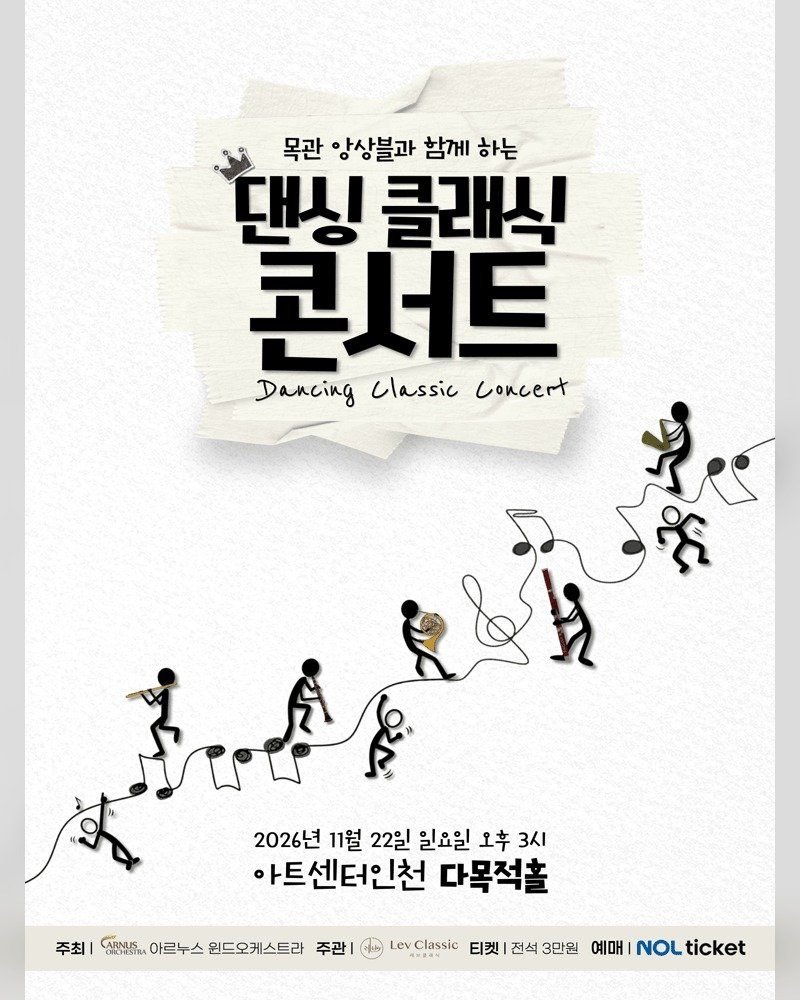 목관 앙상블과 함께 하는
댄싱 클래식
콘서트
Dancing Classic Concert
2026년 11월 22일 일요일 오후 3시
아트센터인천 다목적홀
주최 | CARNUS ORCHESTRA 아르누스 윈드오케스트라 주관 | Lev Classic 레브클래식 티켓 | 전석 3만원 예매 | NOL ticket